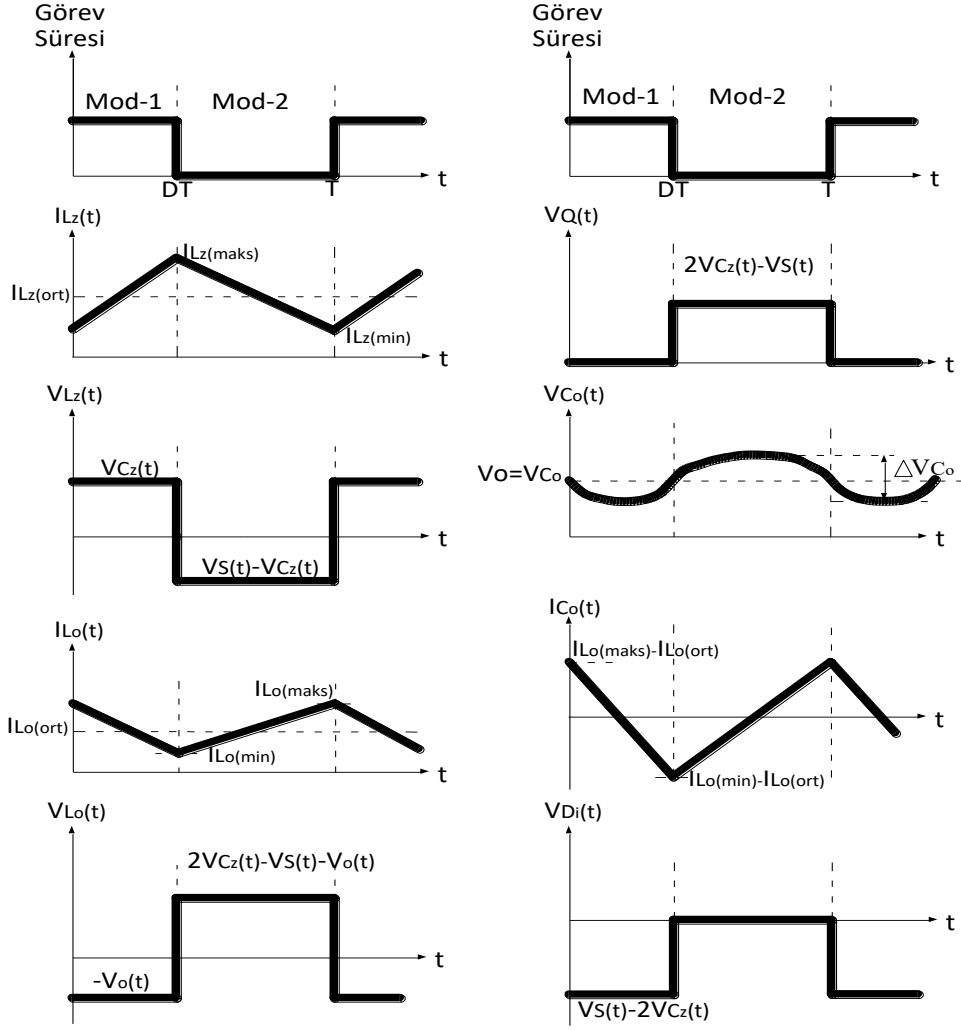 Görev
Süresi
Mod-1
Mod-2
DT
T
t
ILz(t)
ILz(maks)
ILz(ort)
ILz(min)
t
VLz(t)
VCz(t)
VS(t)-VCz(t)
t
ILo(t)
ILo(maks)
ILo(ort)
ILo(min)
t
VLo(t)
2VCz(t)-VS(t)-Vo(t)
-Vo(t)
t
Görev
Süresi
Mod-1
Mod-2
DT
T
t
VQ(t)
2VCz(t)-VS(t)
t
VCo(t)
Vo=VCo
△VCo
t
ICo(t)
ILo(maks)-ILo(ort)
ILo(min)-ILo(ort)
t
VDi(t)
VS(t)-2VCz(t)
t